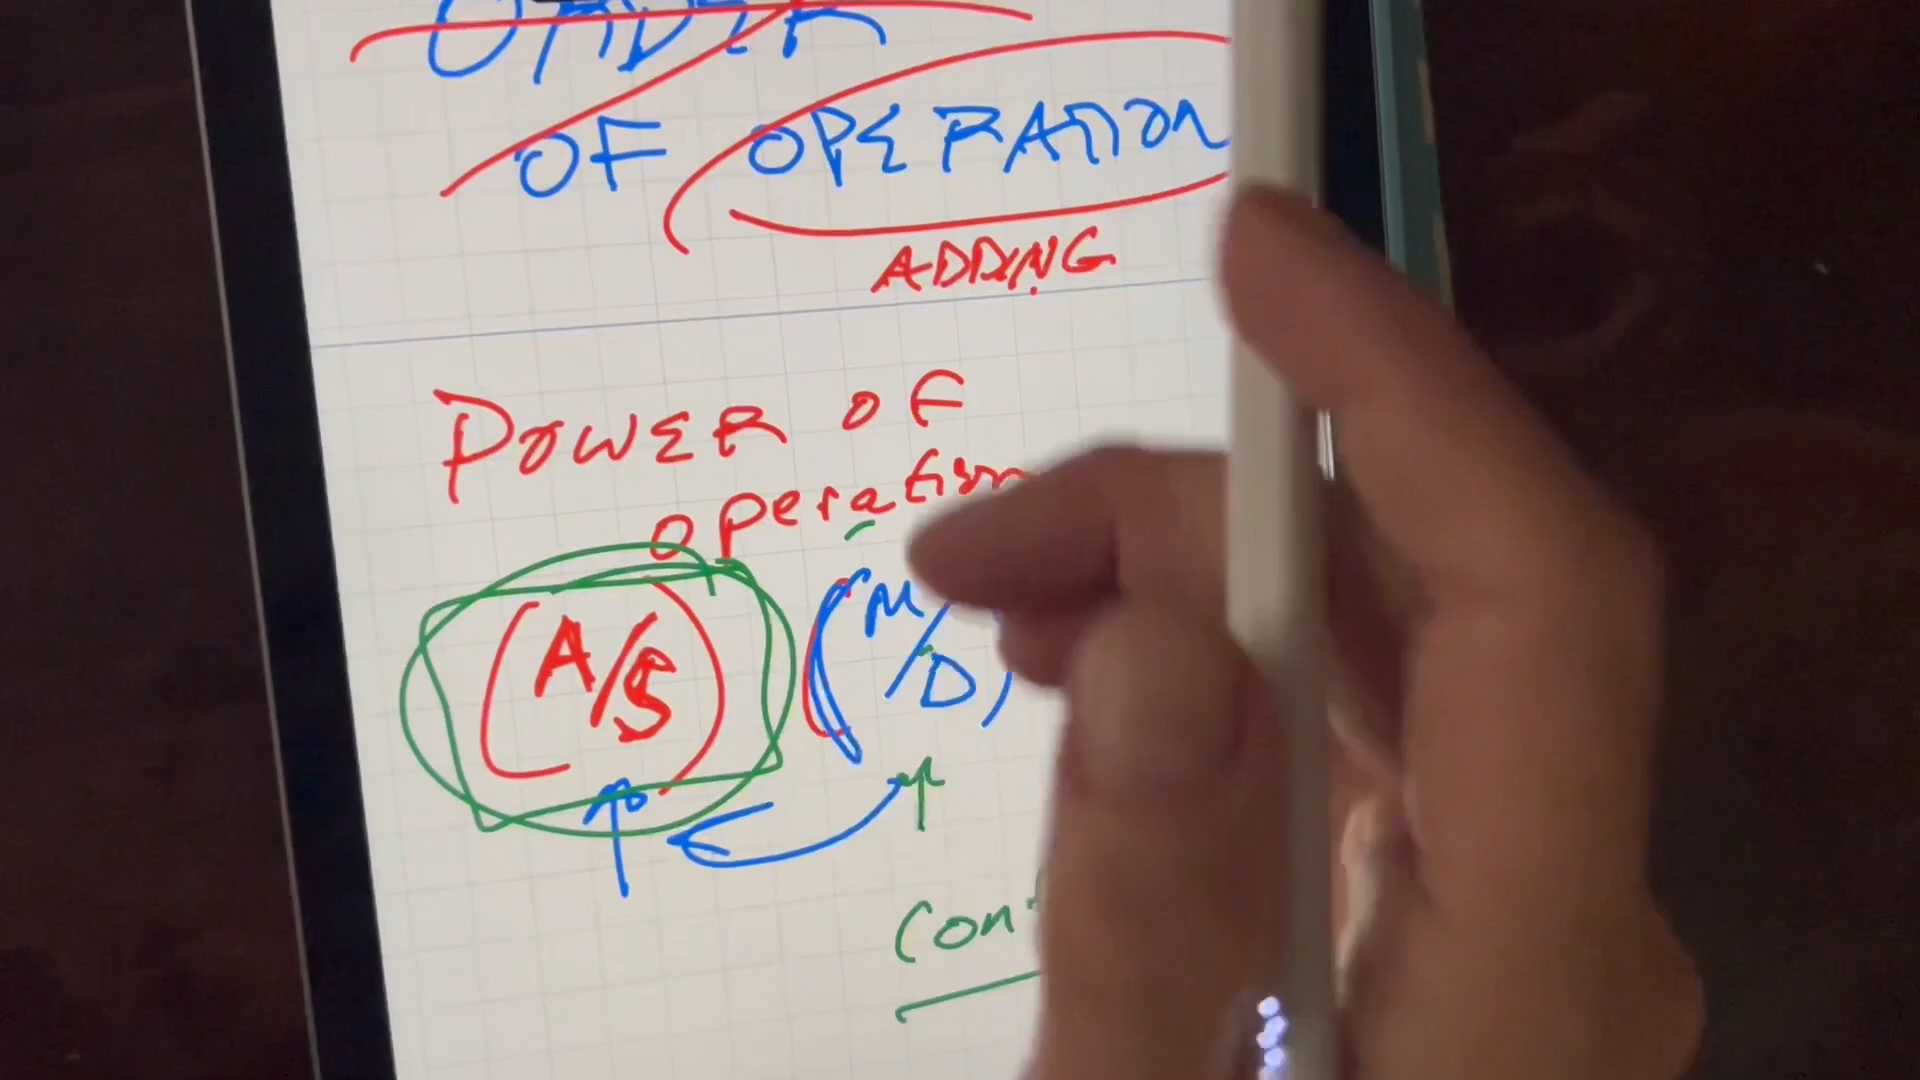 ORDER
OF OPERATION
ADDING
POWER OF
operation
(A/S) (M/D)